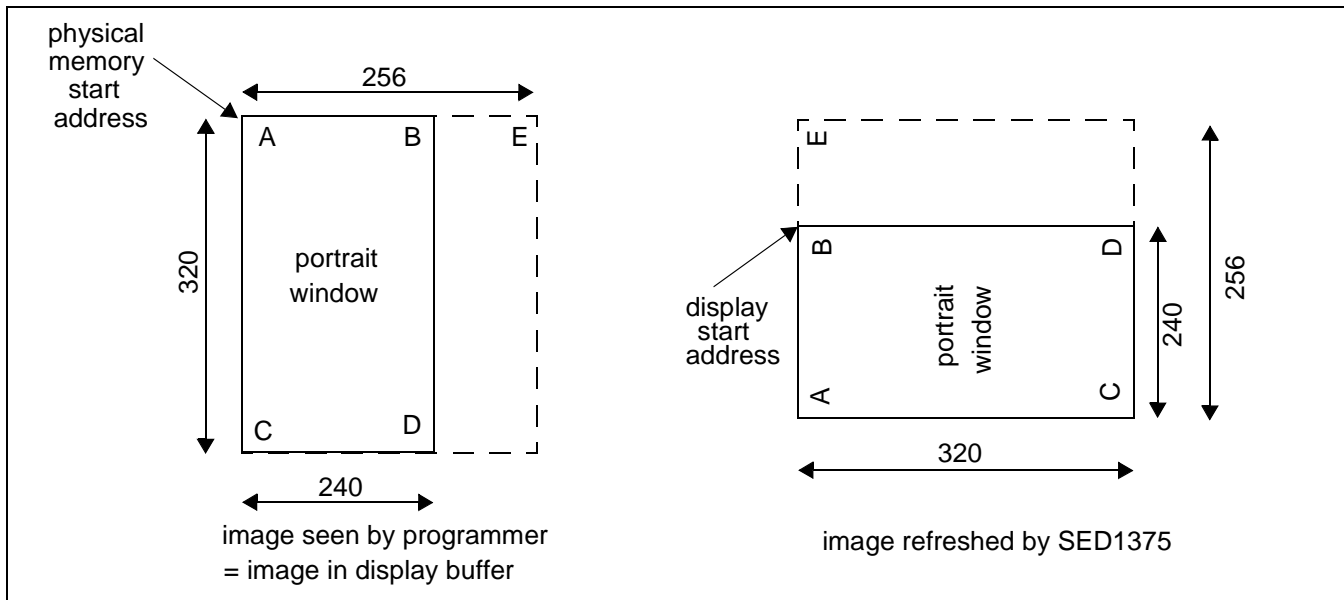 physical
memory
start
address
256
A
B
E
320
portrait
window
C
D
240
image seen by programmer
= image in display buffer
E
display
start
address
B
D
portrait
window
A
C
240
256
320
image refreshed by SED1375